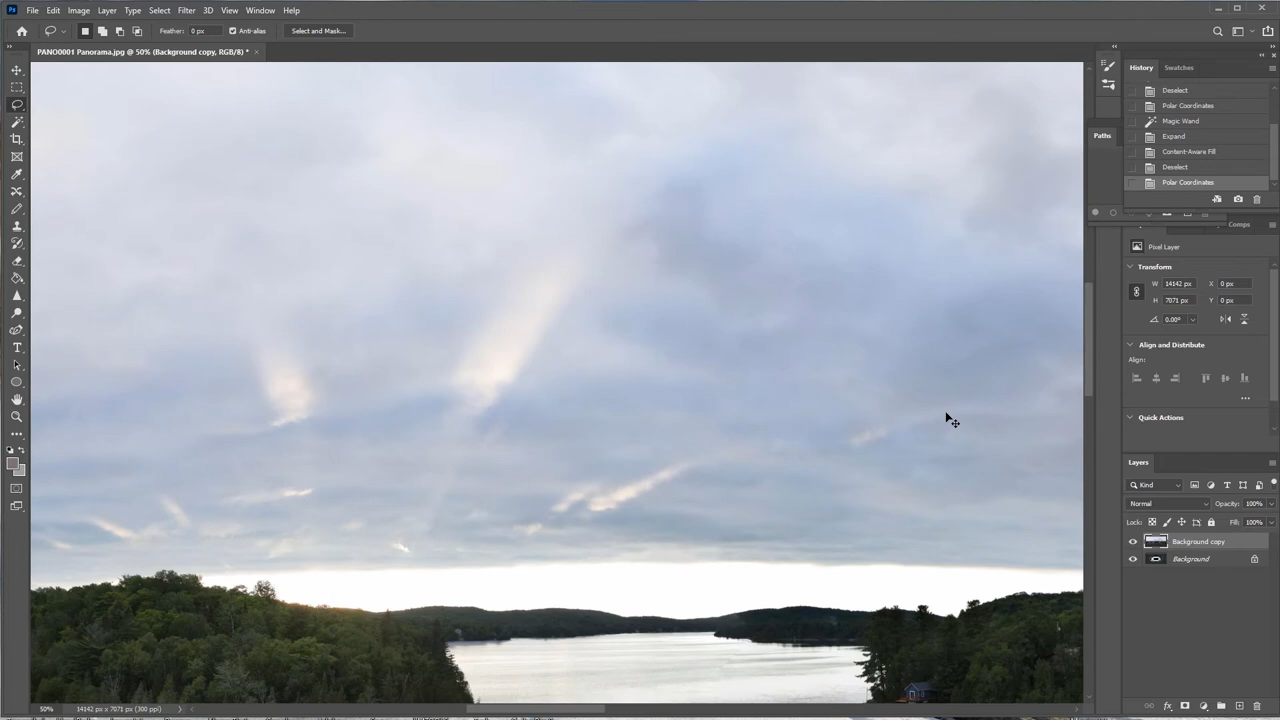 Ps File Edit Image Layer Type Select Filter 3D View Window Help
Feather: 0 px Anti-alias Select and Mask...
PANO0001 Panorama.jpg @ 50% (Background copy, RGB/8) * ×
History Swatches
Deselect
Polar Coordinates
Magic Wand
Expand
Content-Aware Fill
Deselect
Polar Coordinates
Paths
Comps
Pixel Layer
Transform
W 14142 px X 0 px
H 7071 px Y 0 px
0.00°
Align and Distribute
Align:
Quick Actions
Layers
Kind
Normal Opacity: 100%
Lock: Fill: 100%
Background copy
Background
50% 14142 px x 7071 px (300 ppi)